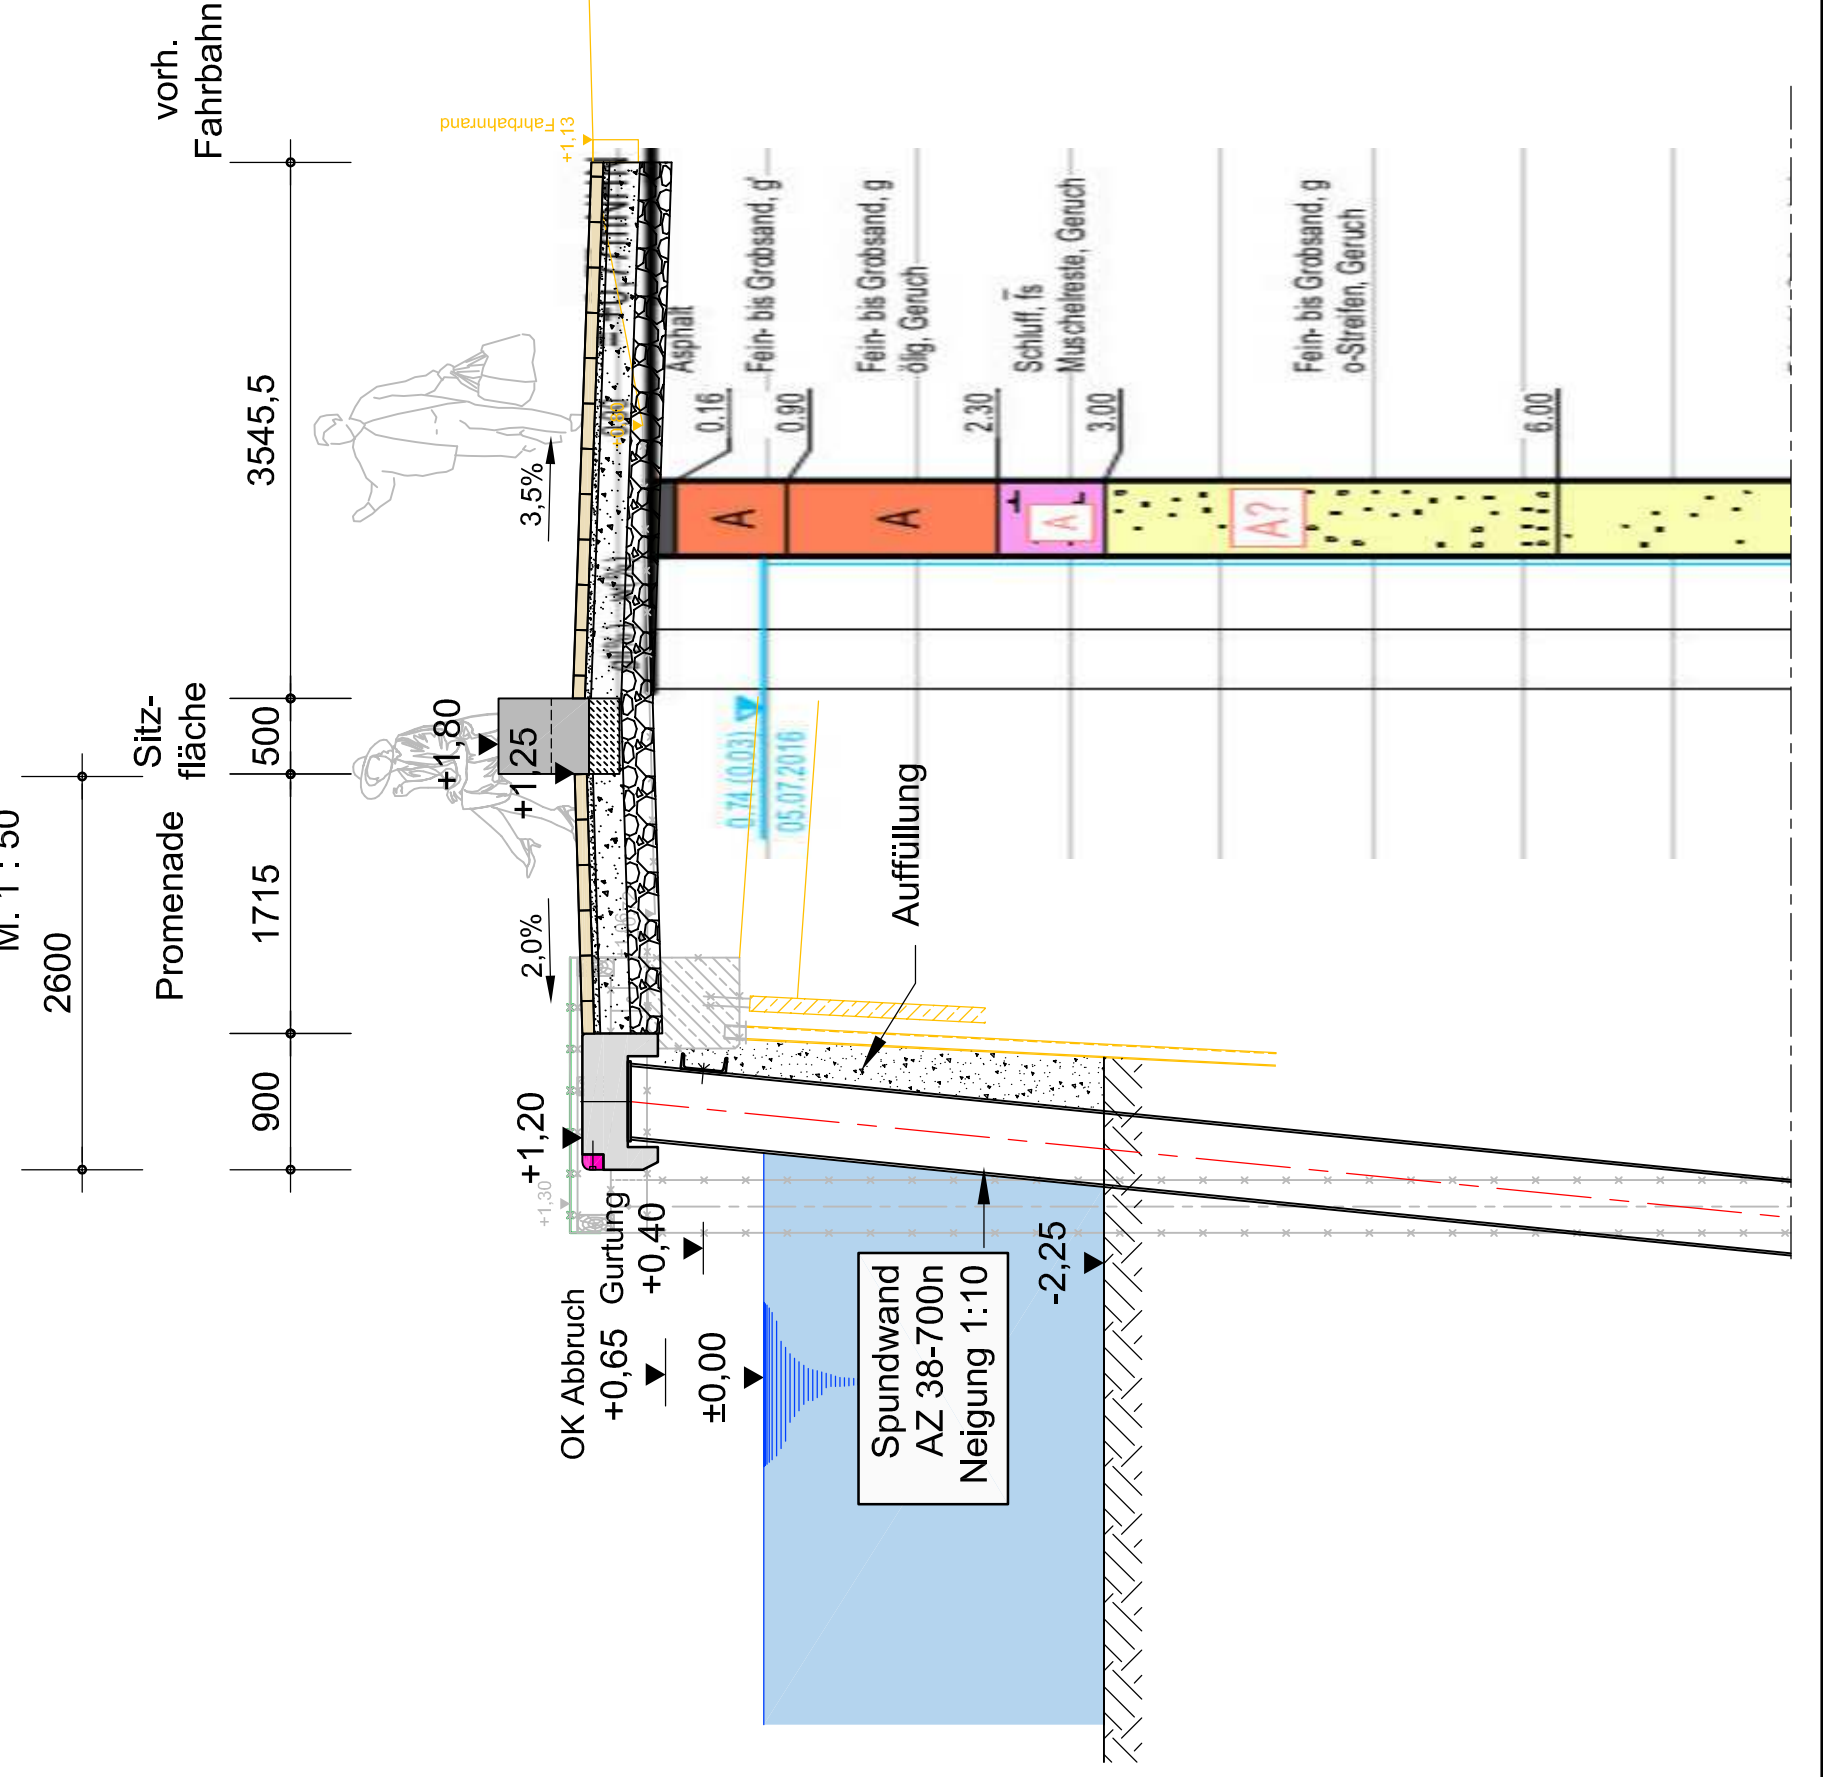 M. 1 : 50
2600
900
Promenade
1715
Sitz-
fläche
500
3545,5
vorh.
Fahrbahn
+1,20
+1,30
2,0%
+1,80
+1,25
3,5%
Fahrbahnrand
+1,13
OK Abbruch
+0,65
Gurtung
+0,40
±0,00
-2,25
Spundwand
AZ 38-700n
Neigung 1:10
Auffüllung
0.74 (0,03)
05.07.2016
A
A
A
A?
0.16
0.90
2.30
3.00
6.00
Asphalt
Fein- bis Grobsand, g'
Fein- bis Grobsand, g
ölig, Geruch
Schluff, f̅s̅
Muschelreste, Geruch
Fein- bis Grobsand, g
o-Streifen, Geruch